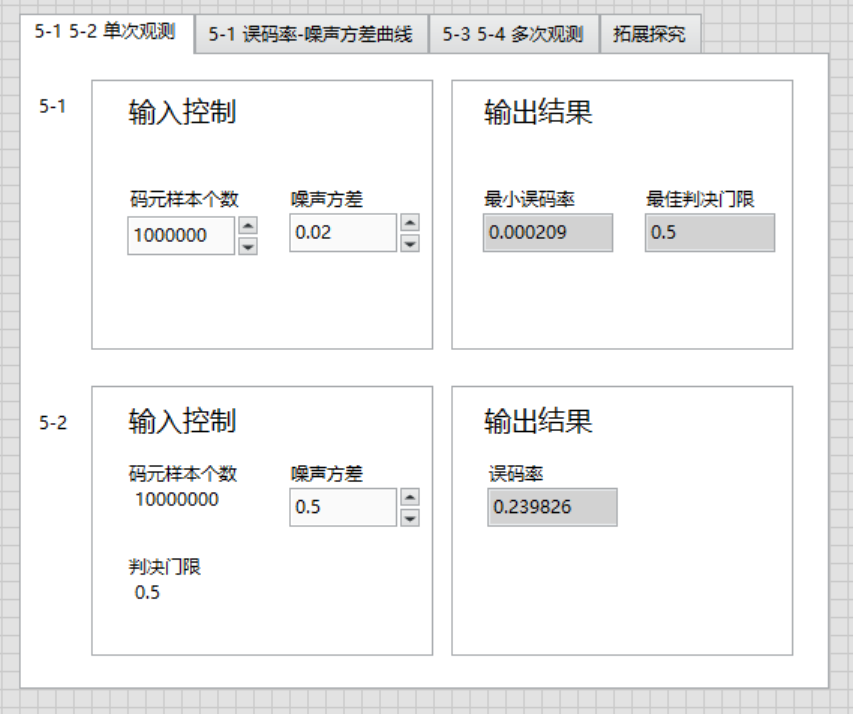 5-1 5-2 单次观测
5-1 误码率-噪声方差曲线
5-3 5-4 多次观测
拓展探究
5-1
输入控制
码元样本个数
噪声方差
1000000
0.02
输出结果
最小误码率
最佳判决门限
0.000209
0.5
5-2
输入控制
码元样本个数
噪声方差
10000000
0.5
判决门限
0.5
输出结果
误码率
0.239826